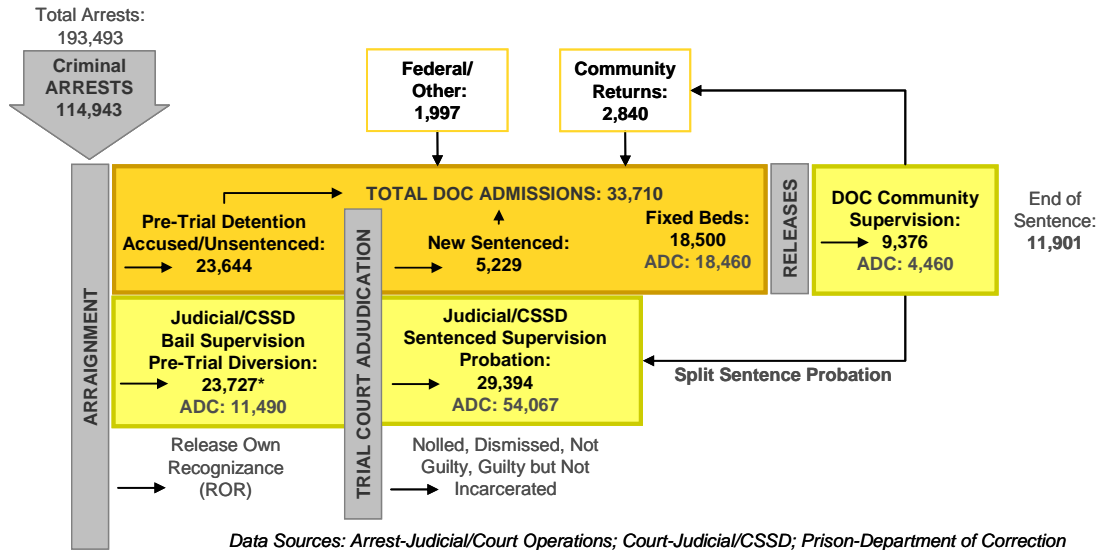 Total Arrests:
193,493
Criminal
ARRESTS
114,943
Federal/
Other:
1,997
Community
Returns:
2,840
ARRAIGNMENT
TOTAL DOC ADMISSIONS: 33,710
Pre-Trial Detention
Accused/Unsentenced:
23,644
TRIAL COURT ADJUDICATION
New Sentenced:
5,229
Fixed Beds:
18,500
ADC: 18,460
RELEASES
DOC Community
Supervision:
9,376
ADC: 4,460
End of
Sentence:
11,901
Judicial/CSSD
Bail Supervision
Pre-Trial Diversion:
23,727*
ADC: 11,490
Judicial/CSSD
Sentenced Supervision
Probation:
29,394
ADC: 54,067
Split Sentence Probation
Release Own
Recognizance
(ROR)
Nolled, Dismissed, Not
Guilty, Guilty but Not
Incarcerated
Data Sources: Arrest-Judicial/Court Operations; Court-Judicial/CSSD; Prison-Department of Correction